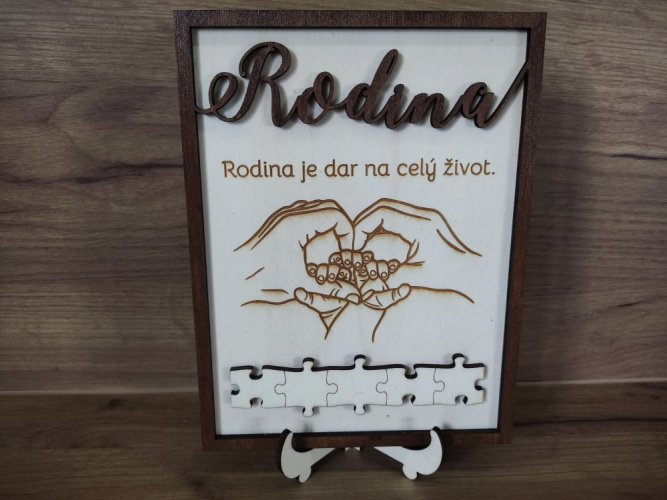 Rodina
Rodina je dar na celý život.